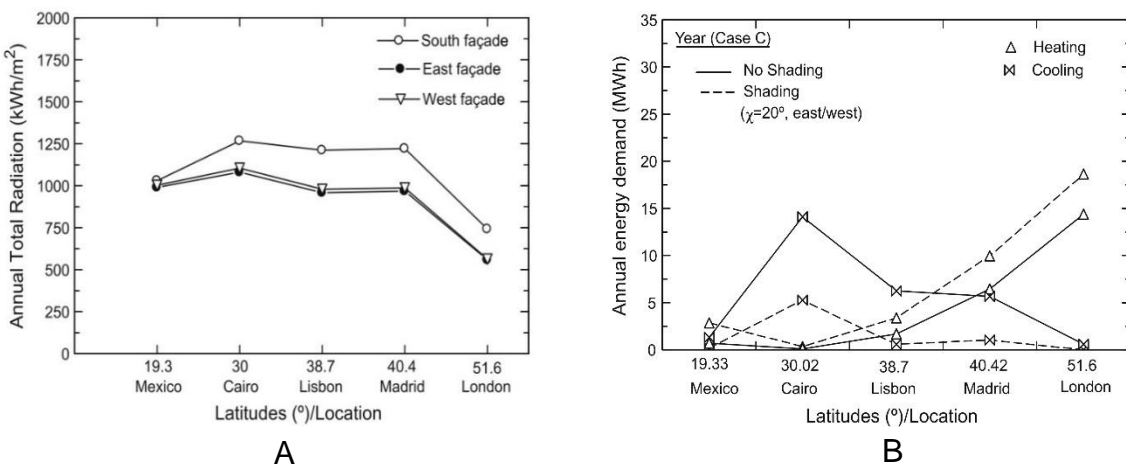 2000
1750
1500
1250
1000
750
500
250
0
Annual Total Radiation (kWh/m²)
South façade
East façade
West façade
19.3 30 38.7 40.4 51.6
Mexico Cairo Lisbon Madrid London
Latitudes (º)/Location
A
35
30
25
20
15
10
5
0
Annual energy demand (MWh)
Year (Case C)
No Shading
Shading
(χ=20º, east/west)
Heating
Cooling
19.33 30.02 38.7 40.42 51.6
Mexico Cairo Lisbon Madrid London
Latitudes (º)/Location
B